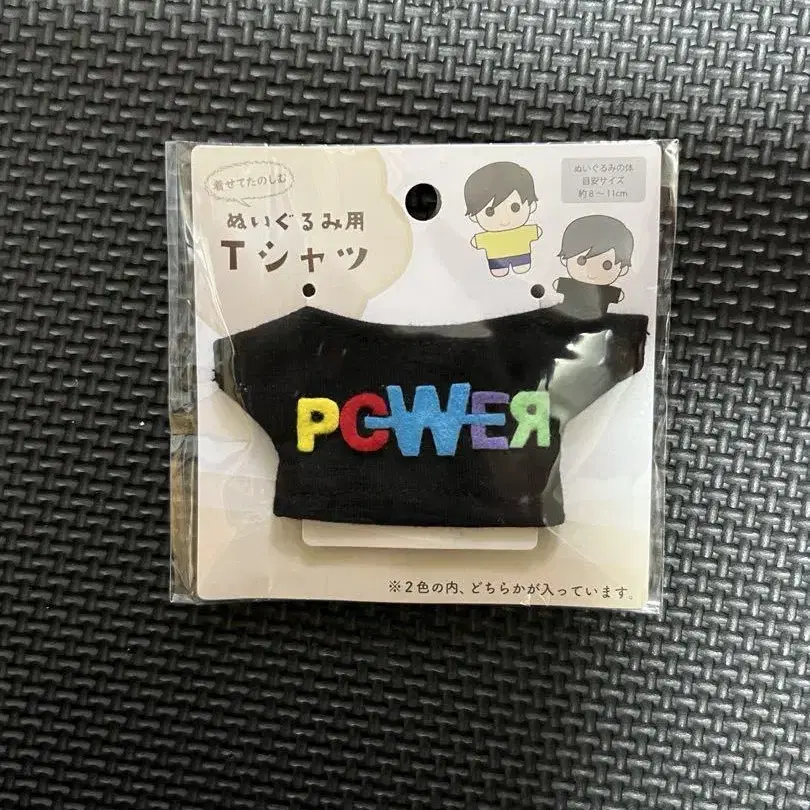 着せてたのしむ
ぬいぐるみ用
Tシャツ
ぬいぐるみの体
目安サイズ
約8～11cm
POWER
※2色の内、どちらかが入っています。